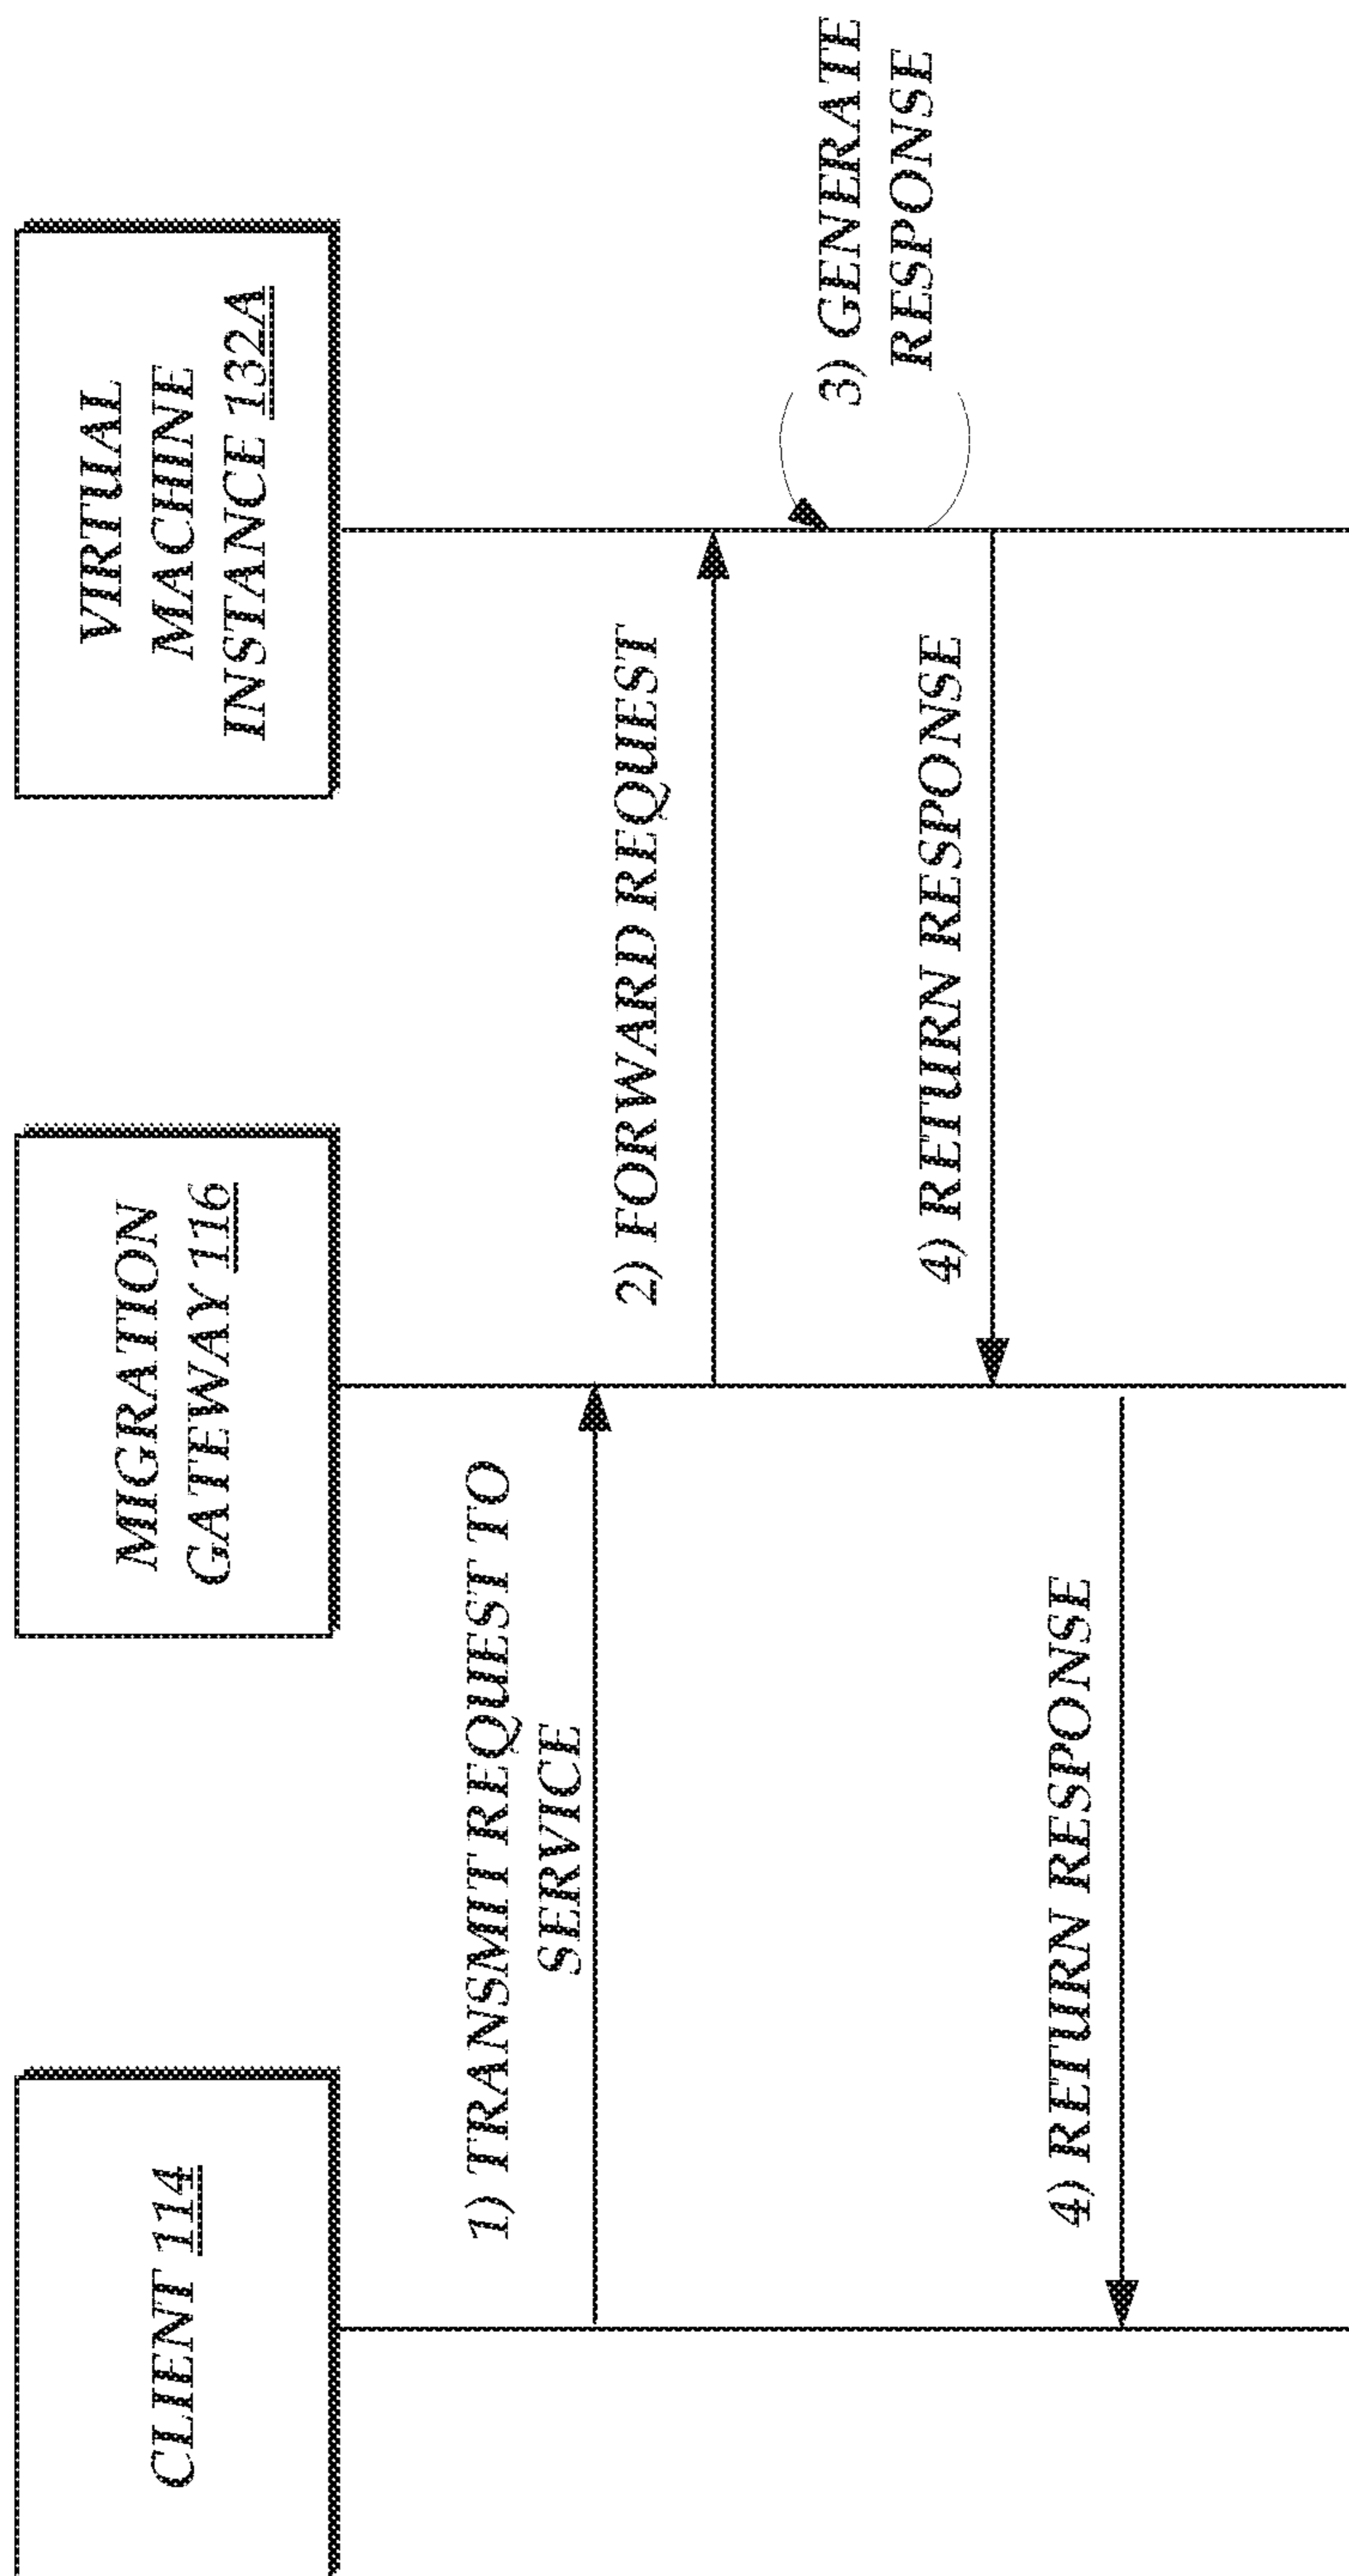 CLIENT 114
MIGRATION
GATEWAY 116
VIRTUAL
MACHINE
INSTANCE 132A
1) TRANSMIT REQUEST TO
SERVICE
2) FORWARD REQUEST
3) GENERATE
RESPONSE
4) RETURN RESPONSE
4) RETURN RESPONSE